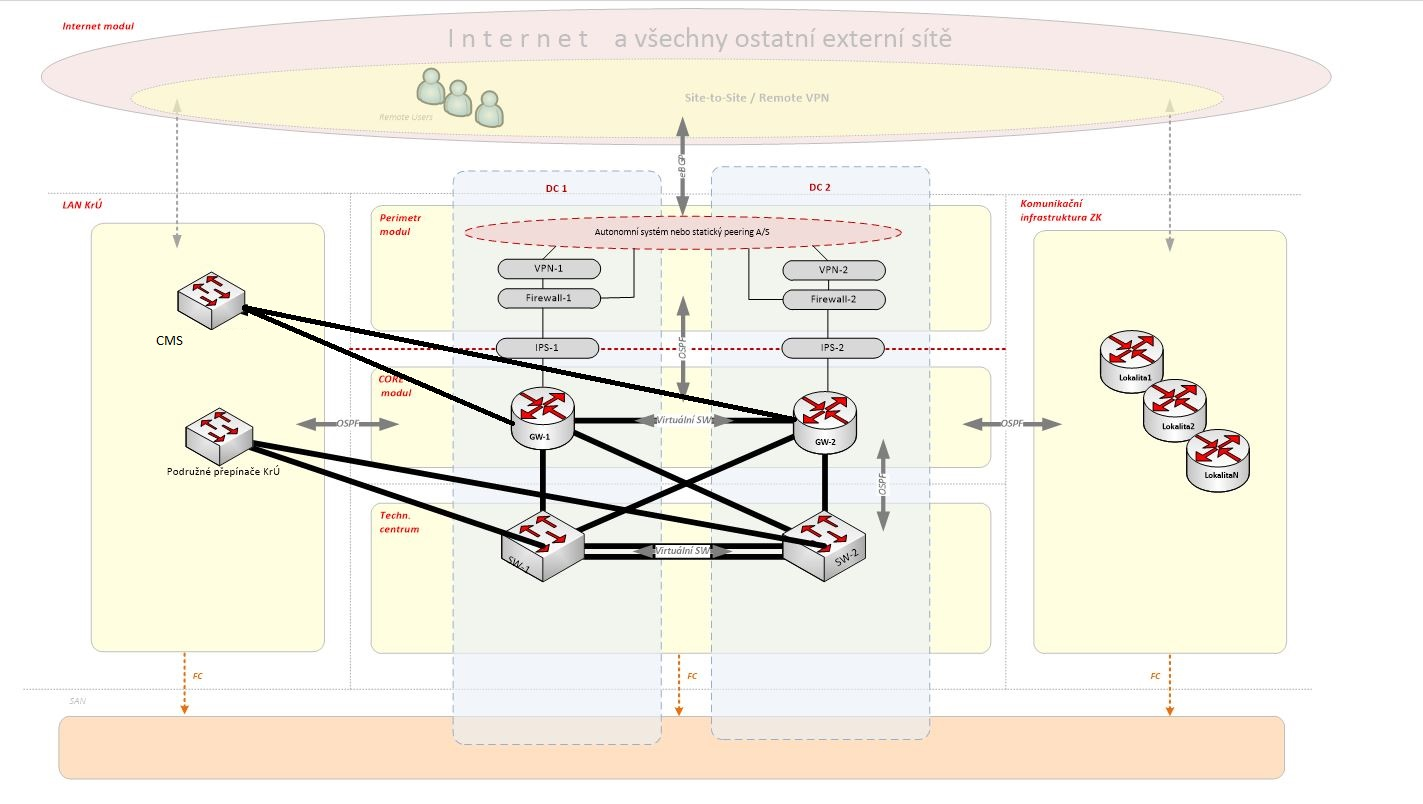 Internet modul
Internet a všechny ostatní externí sítě
Site-to-Site / Remote VPN
Remote Users
eBGP
DC 1
DC 2
LAN KrÚ
Komunikační
infrastruktura ZK
Perimetr
modul
Autonomní systém nebo statický peering A/S
VPN-1
VPN-2
Firewall-1
Firewall-2
OSPF
CMS
IPS-1
IPS-2
CORE
modul
Lokalita1
Lokalita2
LokalitaN
OSPF
Virtuální SW
OSPF
GW-1
GW-2
Podružné přepínače KrÚ
OSPF
Techn.
centrum
Virtuální SW
SW-1
SW-2
FC
FC
FC
SAN